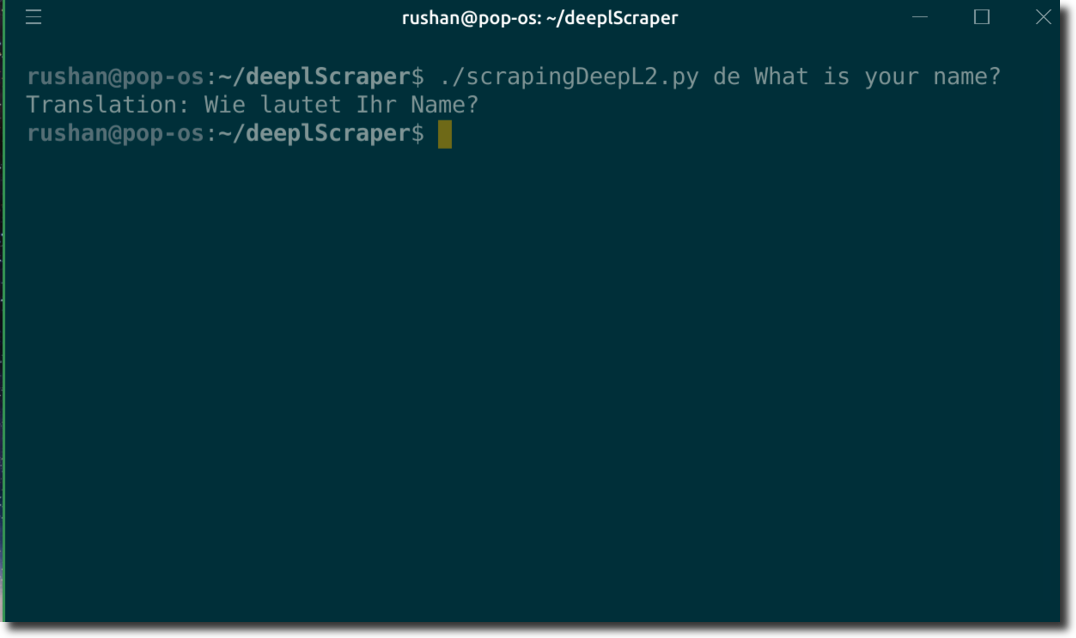 rushan@pop-os: ~/deeplScraper
rushan@pop-os:~/deeplScraper$ ./scrapingDeepL2.py de What is your name?
Translation: Wie lautet Ihr Name?
rushan@pop-os:~/deeplScraper$